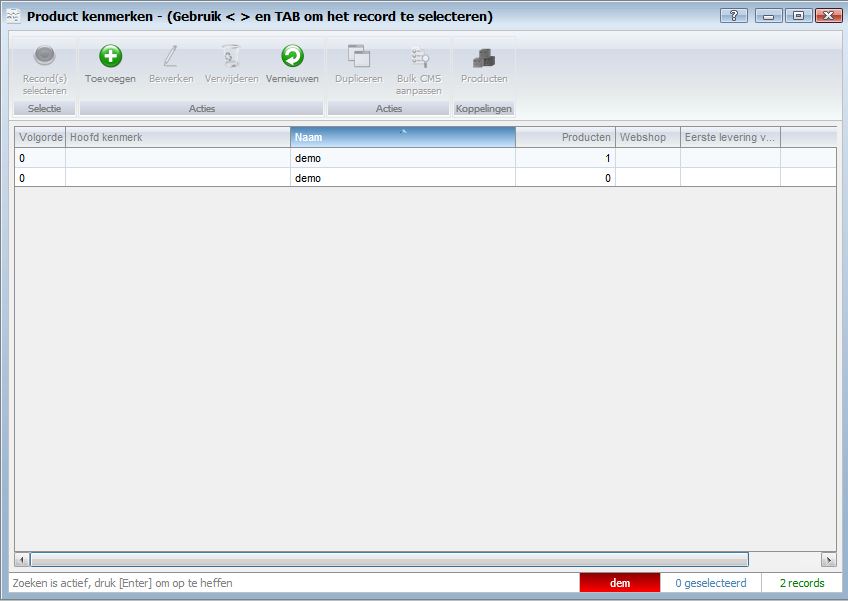 Product kenmerken - (Gebruik < > en TAB om het record te selecteren)
?
Record(s) selecteren
Toevoegen
Bewerken
Verwijderen
Vernieuwen
Dupliceren
Bulk CMS aanpassen
Producten
Selectie
Acties
Acties
Koppelingen
Volgorde Hoofd kenmerk Naam Producten Webshop Eerste levering v...
0 demo 1
0 demo 0
Zoeken is actief, druk [Enter] om op te heffen dem 0 geselecteerd 2 records